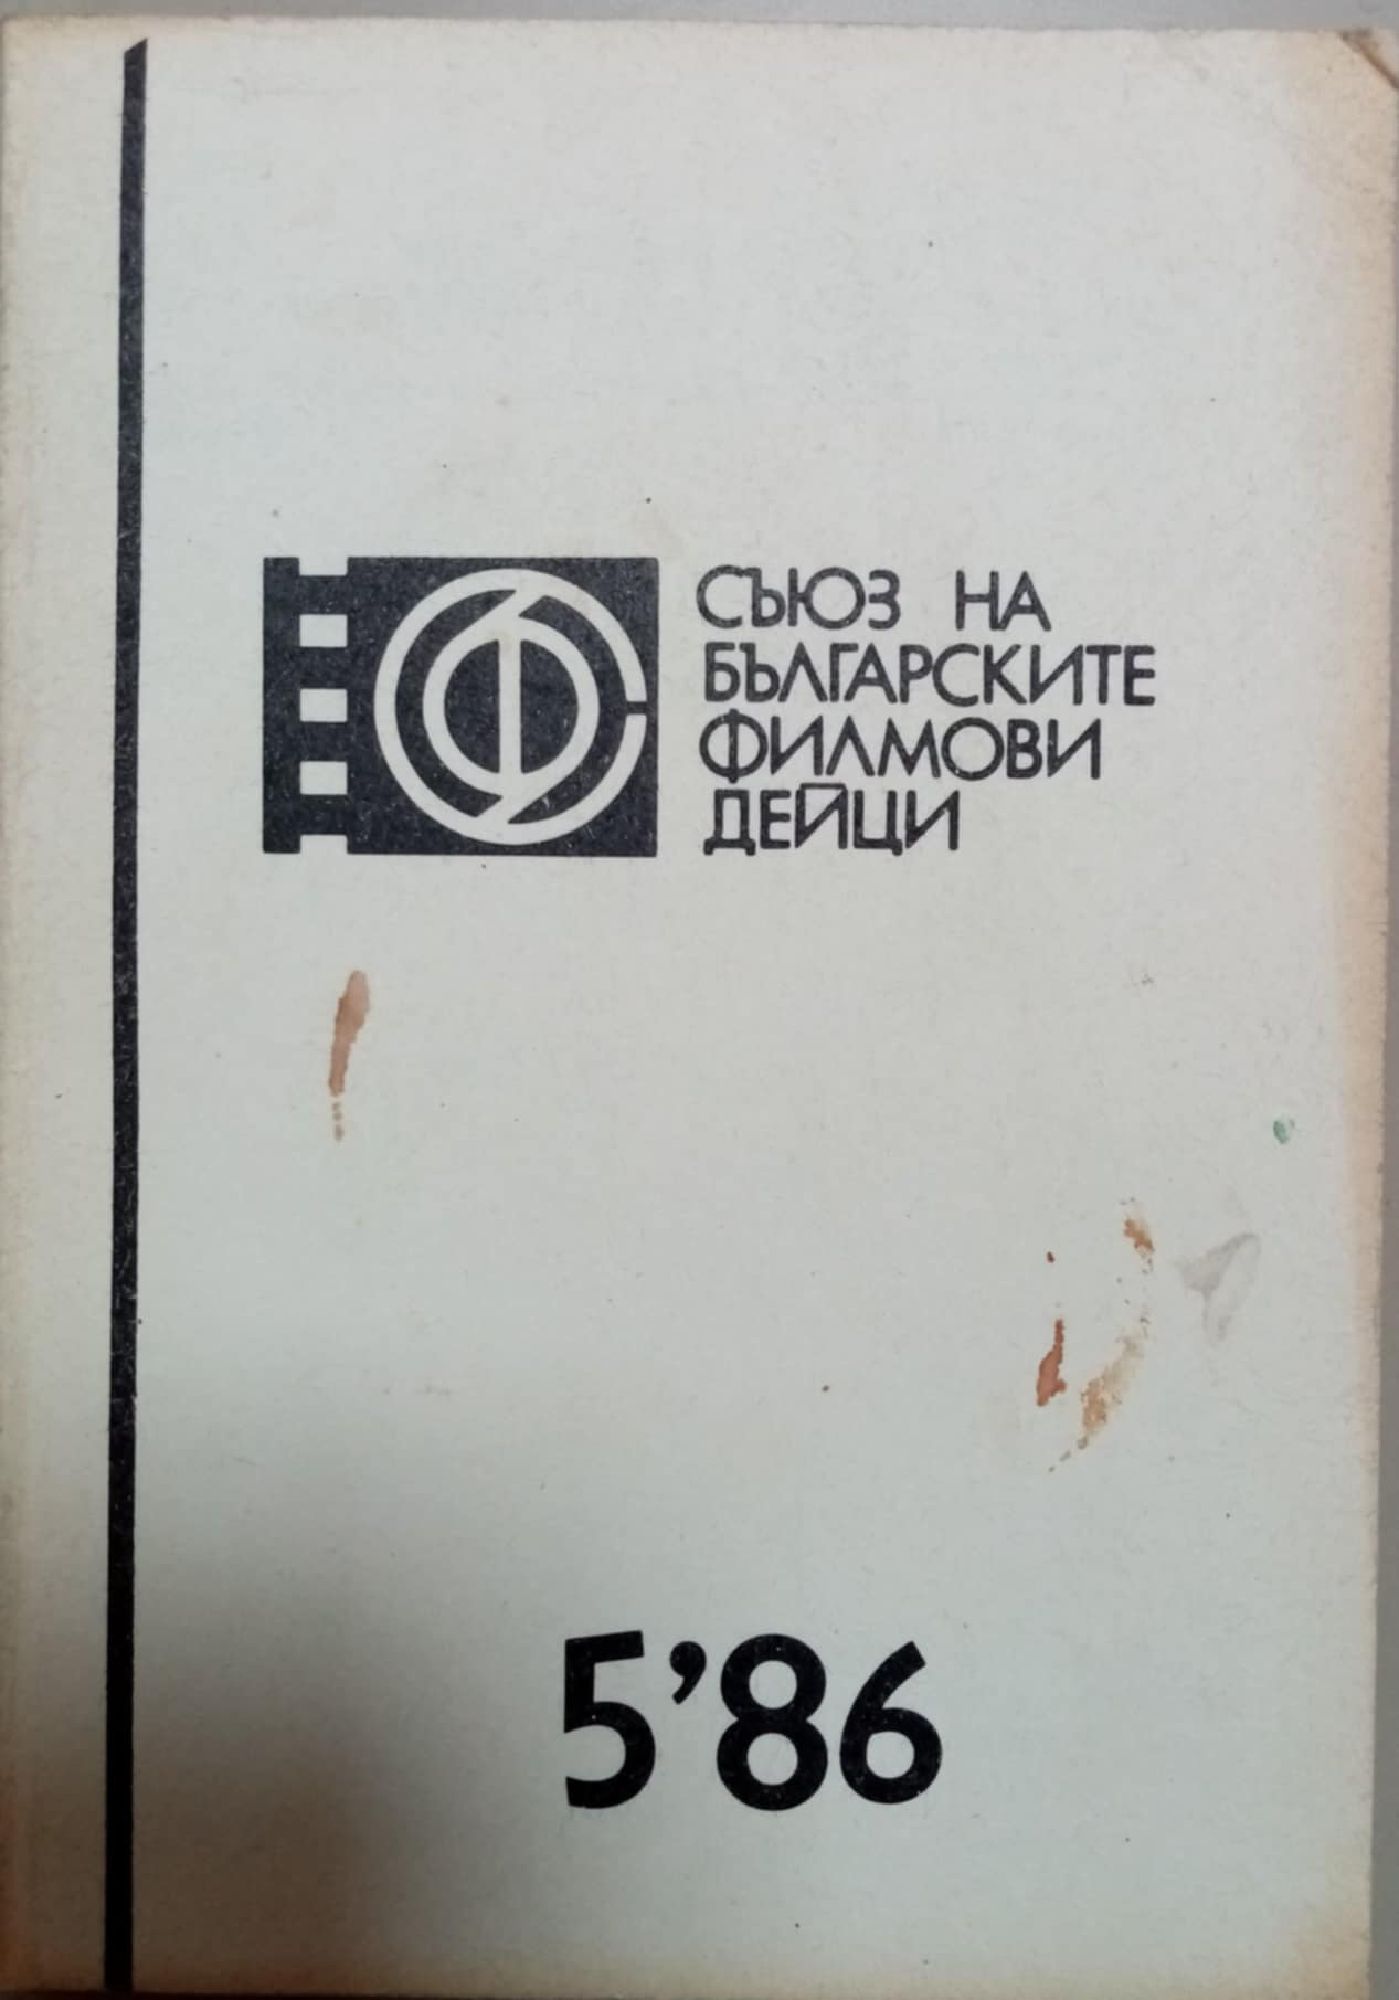 СЪЮЗ НА
БЪЛГАРСКИТЕ
ФИЛМОВИ
ДЕЙЦИ
5’86